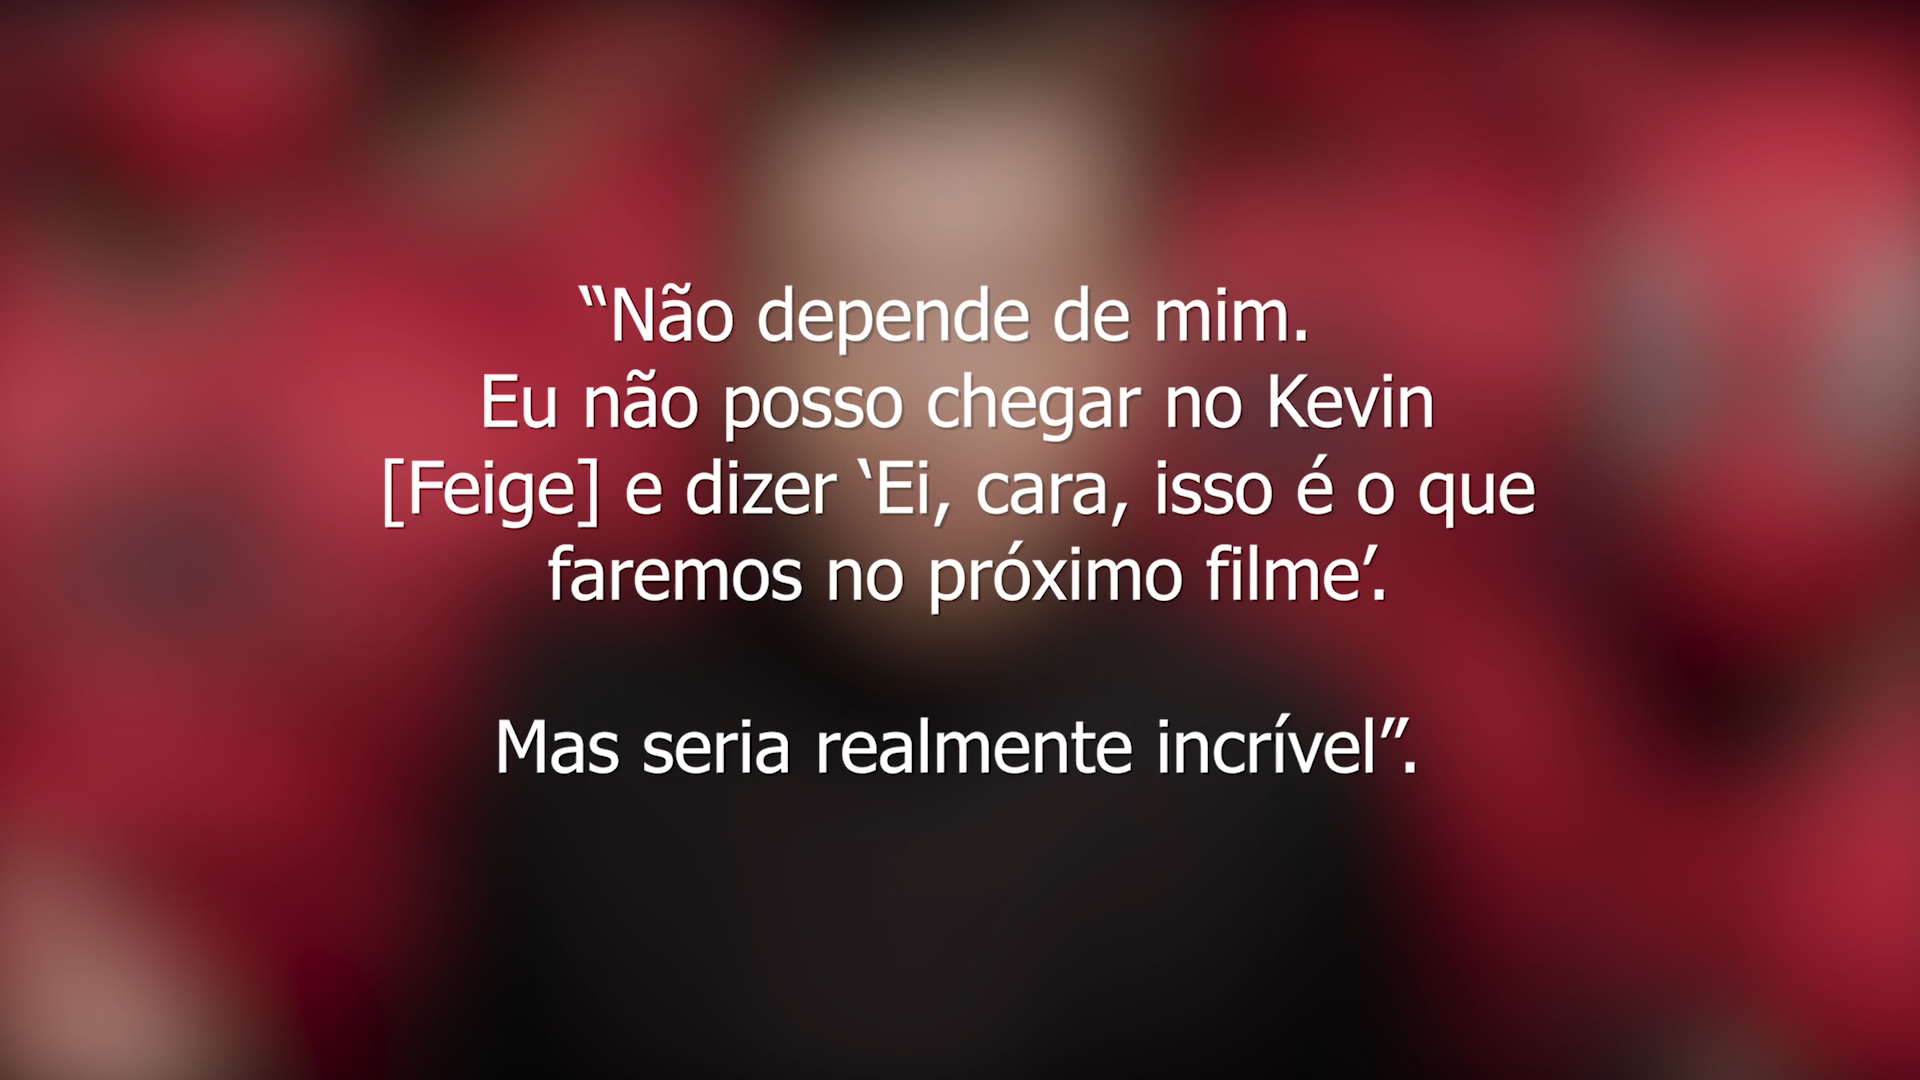 “Não depende de mim.
Eu não posso chegar no Kevin
[Feige] e dizer ‘Ei, cara, isso é o que
faremos no próximo filme’.
Mas seria realmente incrível”.